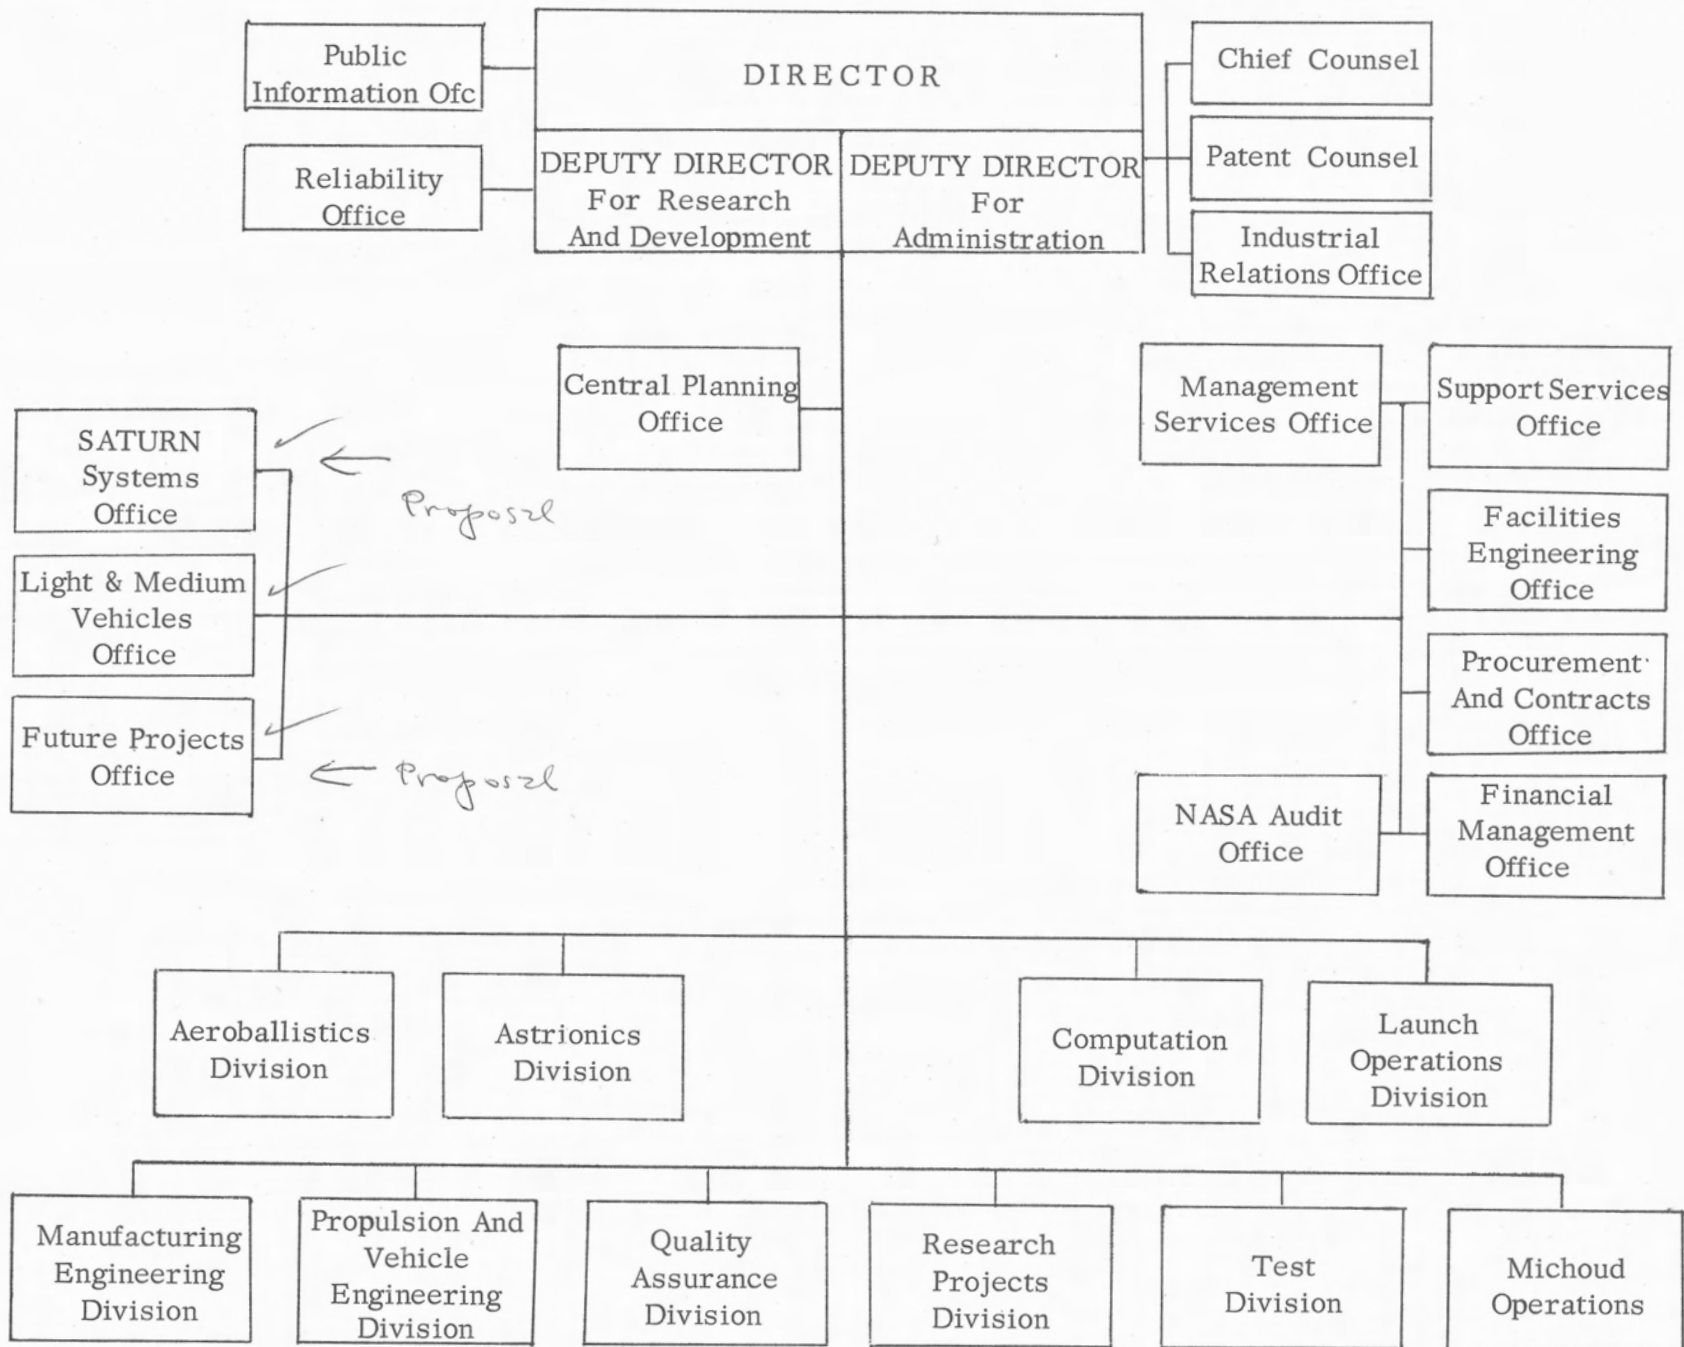 Public
Information Ofc
DIRECTOR
Chief Counsel
Reliability
Office
DEPUTY DIRECTOR
For Research
And Development
DEPUTY DIRECTOR
For
Administration
Patent Counsel
Industrial
Relations Office
Central Planning
Office
Management
Services Office
Support Services
Office
SATURN
Systems
Office
Proposal
Facilities
Engineering
Office
Light & Medium
Vehicles
Office
Procurement
And Contracts
Office
Future Projects
Office
Proposal
NASA Audit
Office
Financial
Management
Office
Aeroballistics
Division
Astrionics
Division
Computation
Division
Launch
Operations
Division
Manufacturing
Engineering
Division
Propulsion And
Vehicle
Engineering
Division
Quality
Assurance
Division
Research
Projects
Division
Test
Division
Michoud
Operations